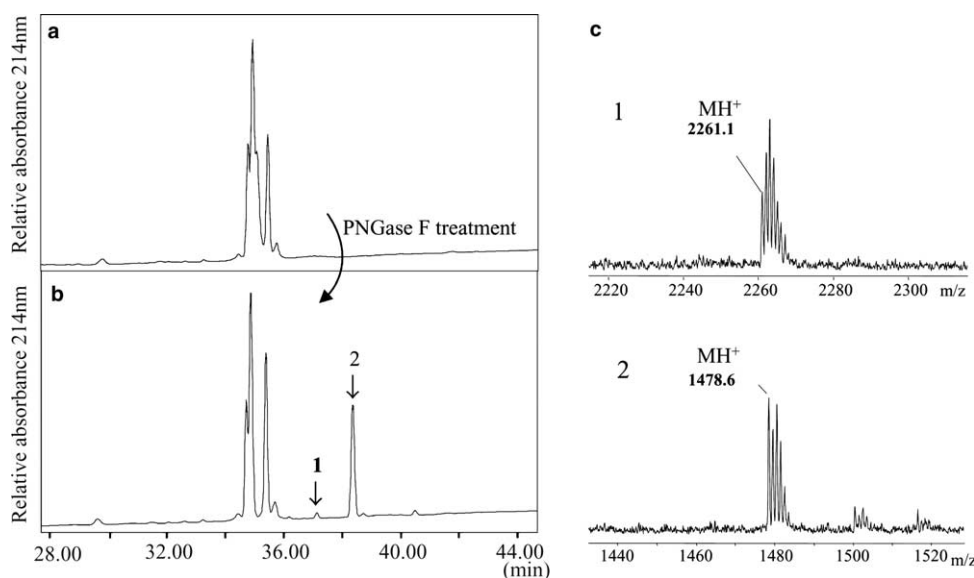 a
Relative absorbance 214nm
PNGase F treatment
b
Relative absorbance 214nm
1
2
28.00 32.00 36.00 40.00 44.00
(min)
c
1
MH+
2261.1
2220 2240 2260 2280 2300 m/z
2
MH+
1478.6
1440 1460 1480 1500 1520 m/z